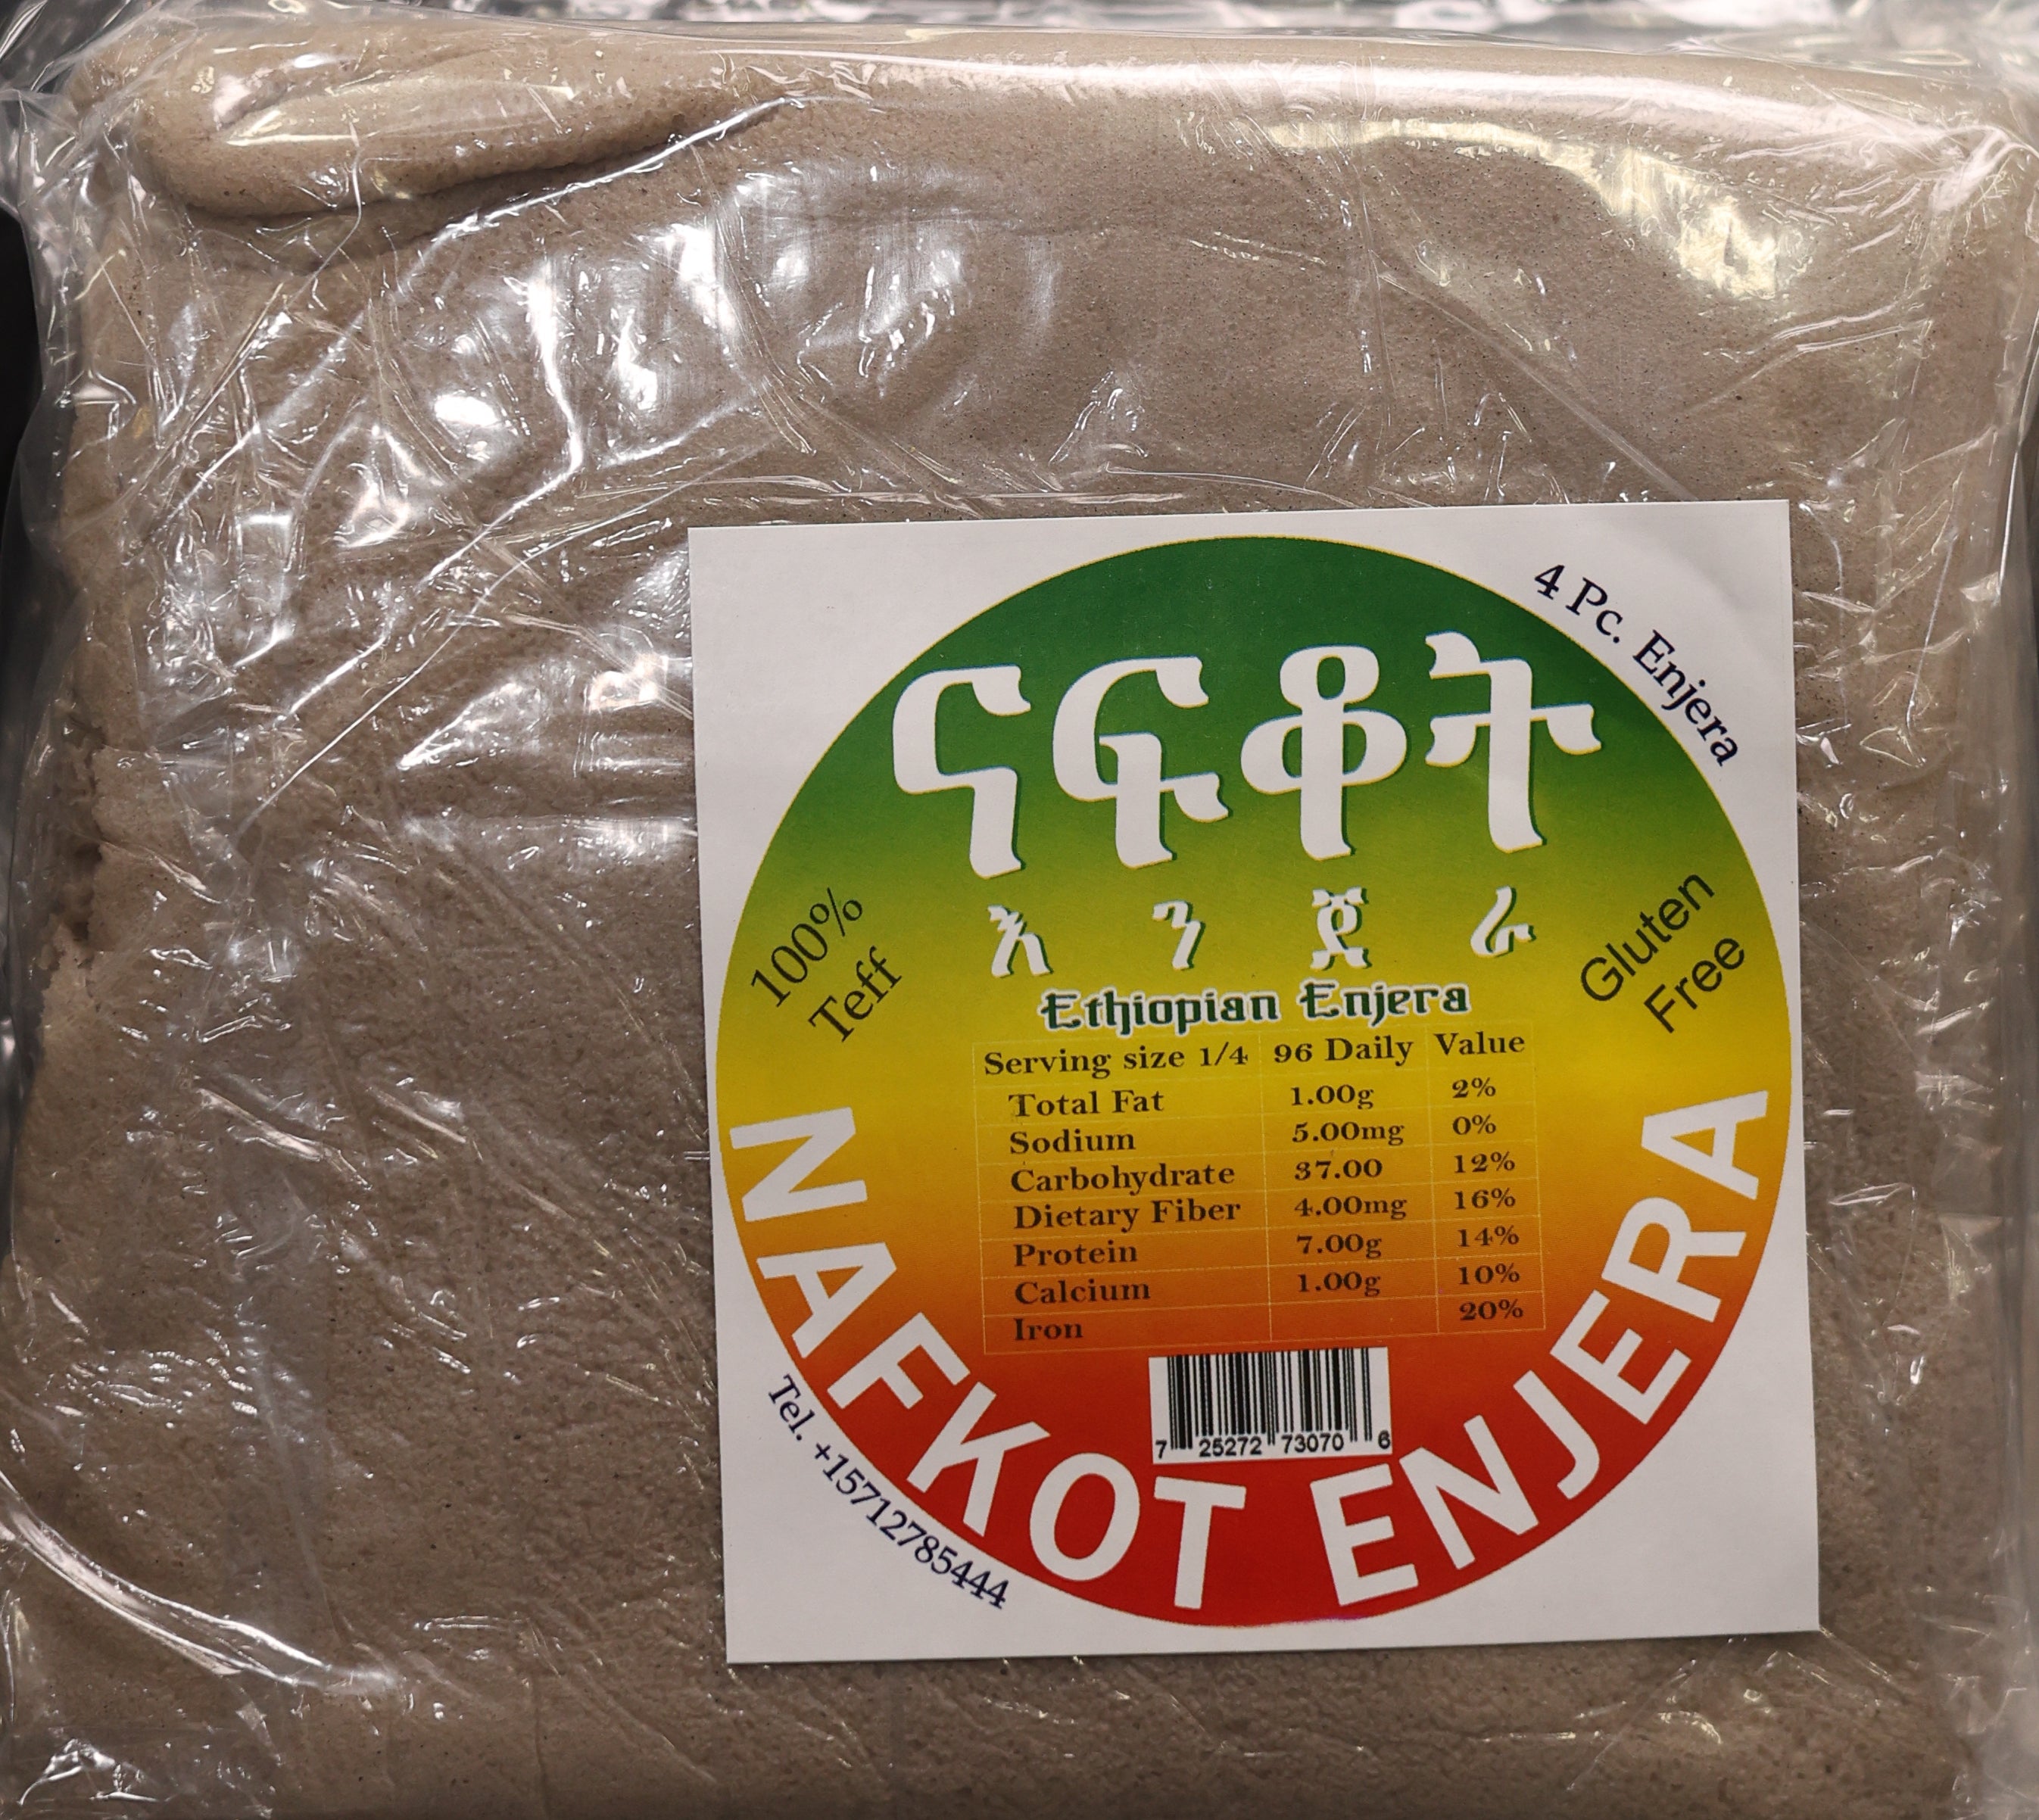 4 Pc. Enjera
ናፍቆት
እንጀራ
100%
Teff
Gluten
Free
Ethiopian Enjera
Serving size 1/4 96 Daily Value
Total Fat 1.00g 2%
Sodium 5.00mg 0%
Carbohydrate 37.00 12%
Dietary Fiber 4.00mg 16%
Protein 7.00g 14%
Calcium 1.00g 10%
Iron 20%
7 25272 73070 6
NAFKOT ENJERA
Tel. +15712785444